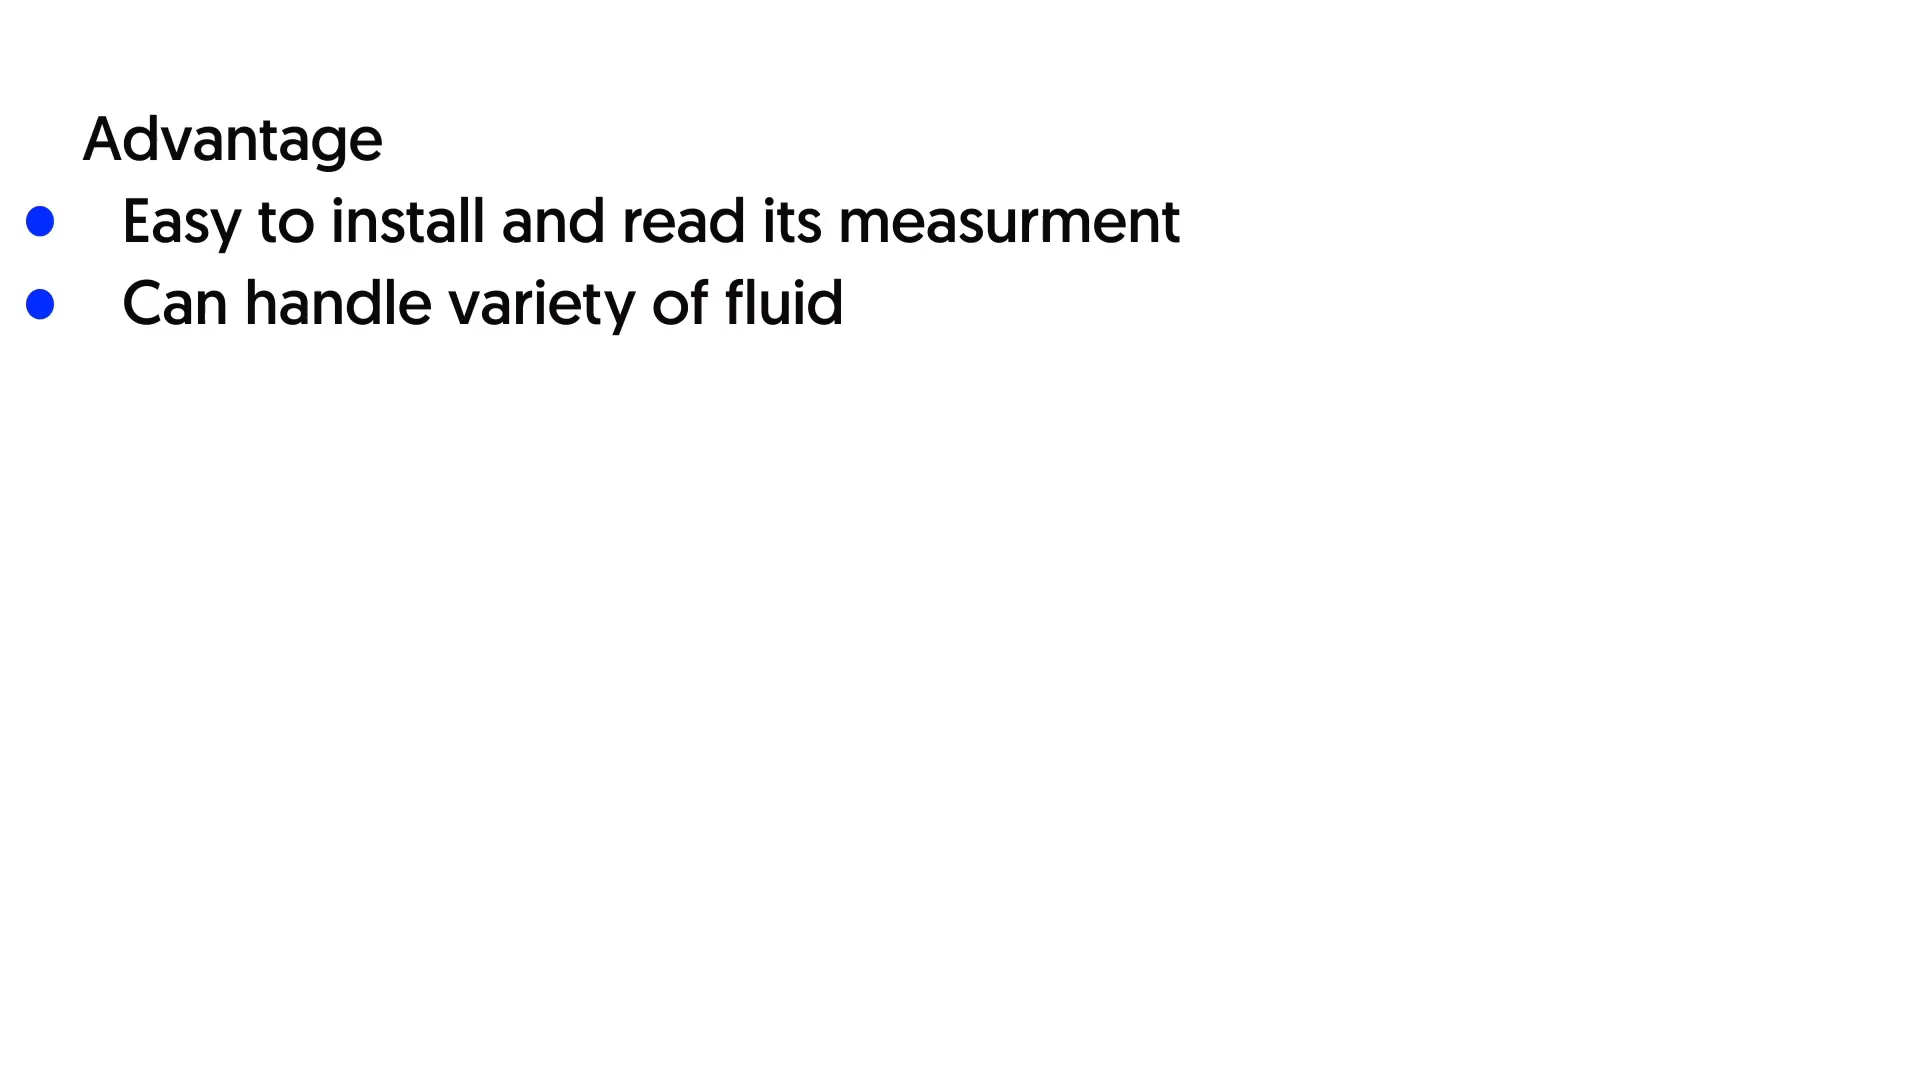 Advantage
Easy to install and read its measurment
Can handle variety of fluid